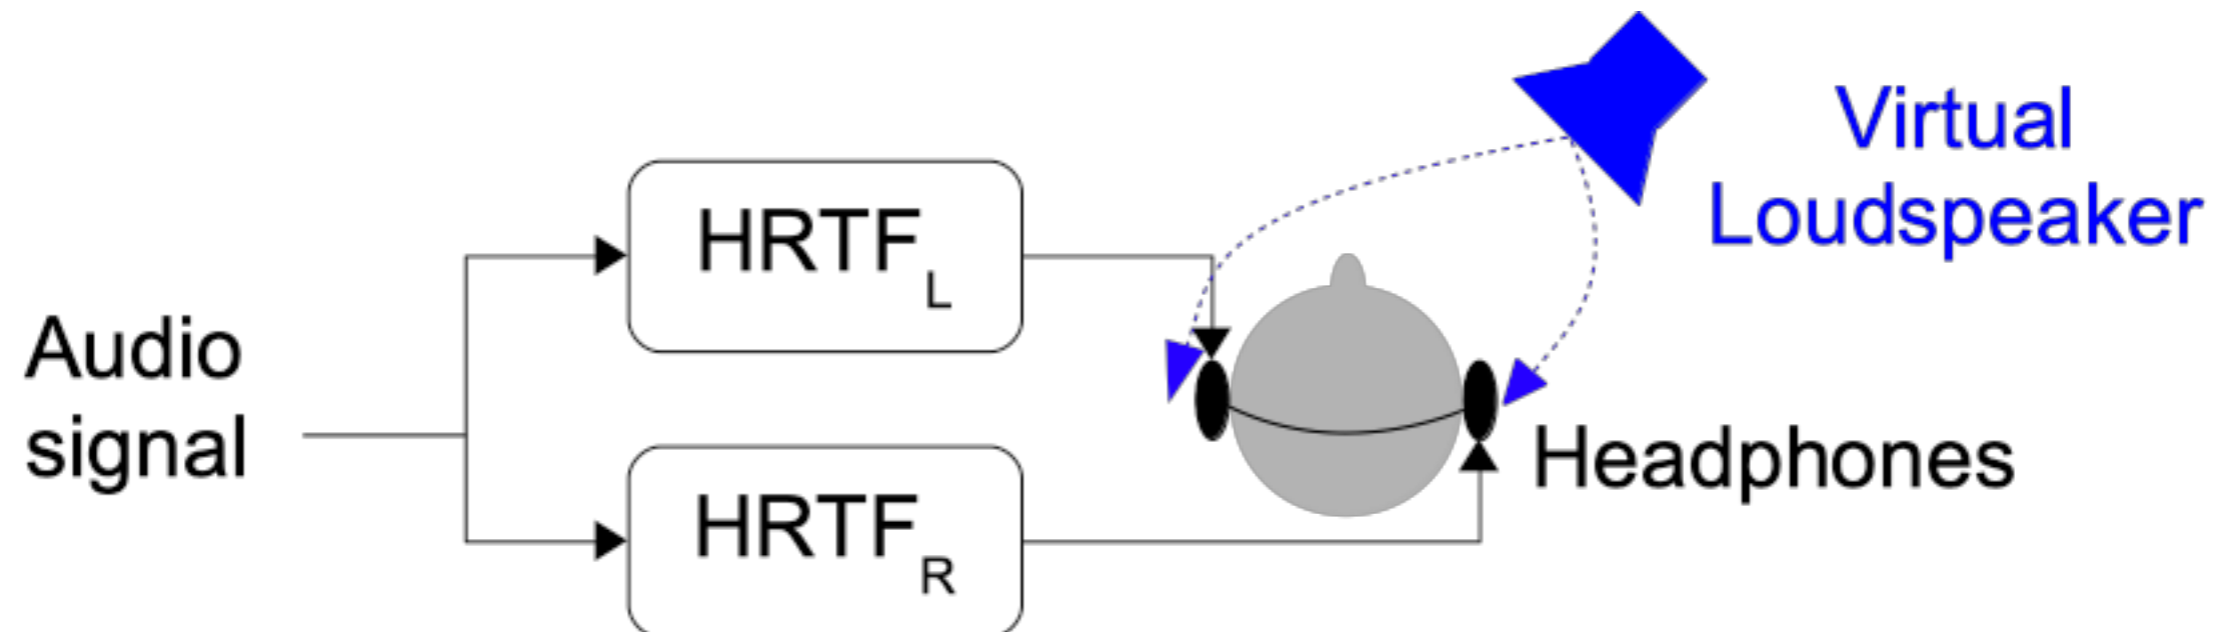 Audio
signal
HRTF L
HRTF R
Virtual
Loudspeaker
Headphones